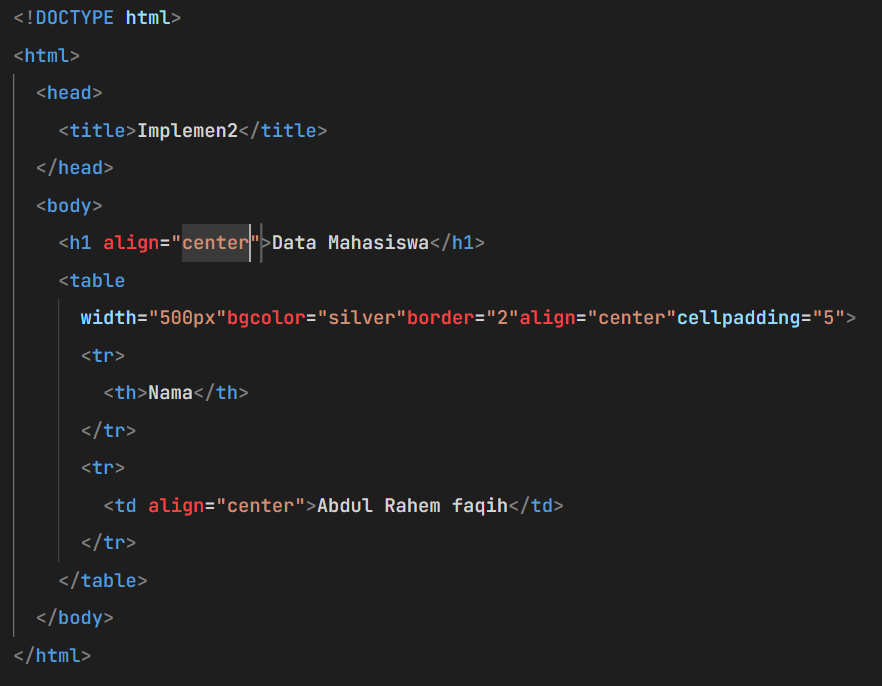 <!DOCTYPE html>
<html>
<head>
<title>Implemen2</title>
</head>
<body>
<h1 align="center">Data Mahasiswa</h1>
<table
width="500px"bgcolor="silver"border="2"align="center"cellpadding="5">
<tr>
<th>Nama</th>
</tr>
<tr>
<td align="center">Abdul Rahem faqih</td>
</tr>
</table>
</body>
</html>